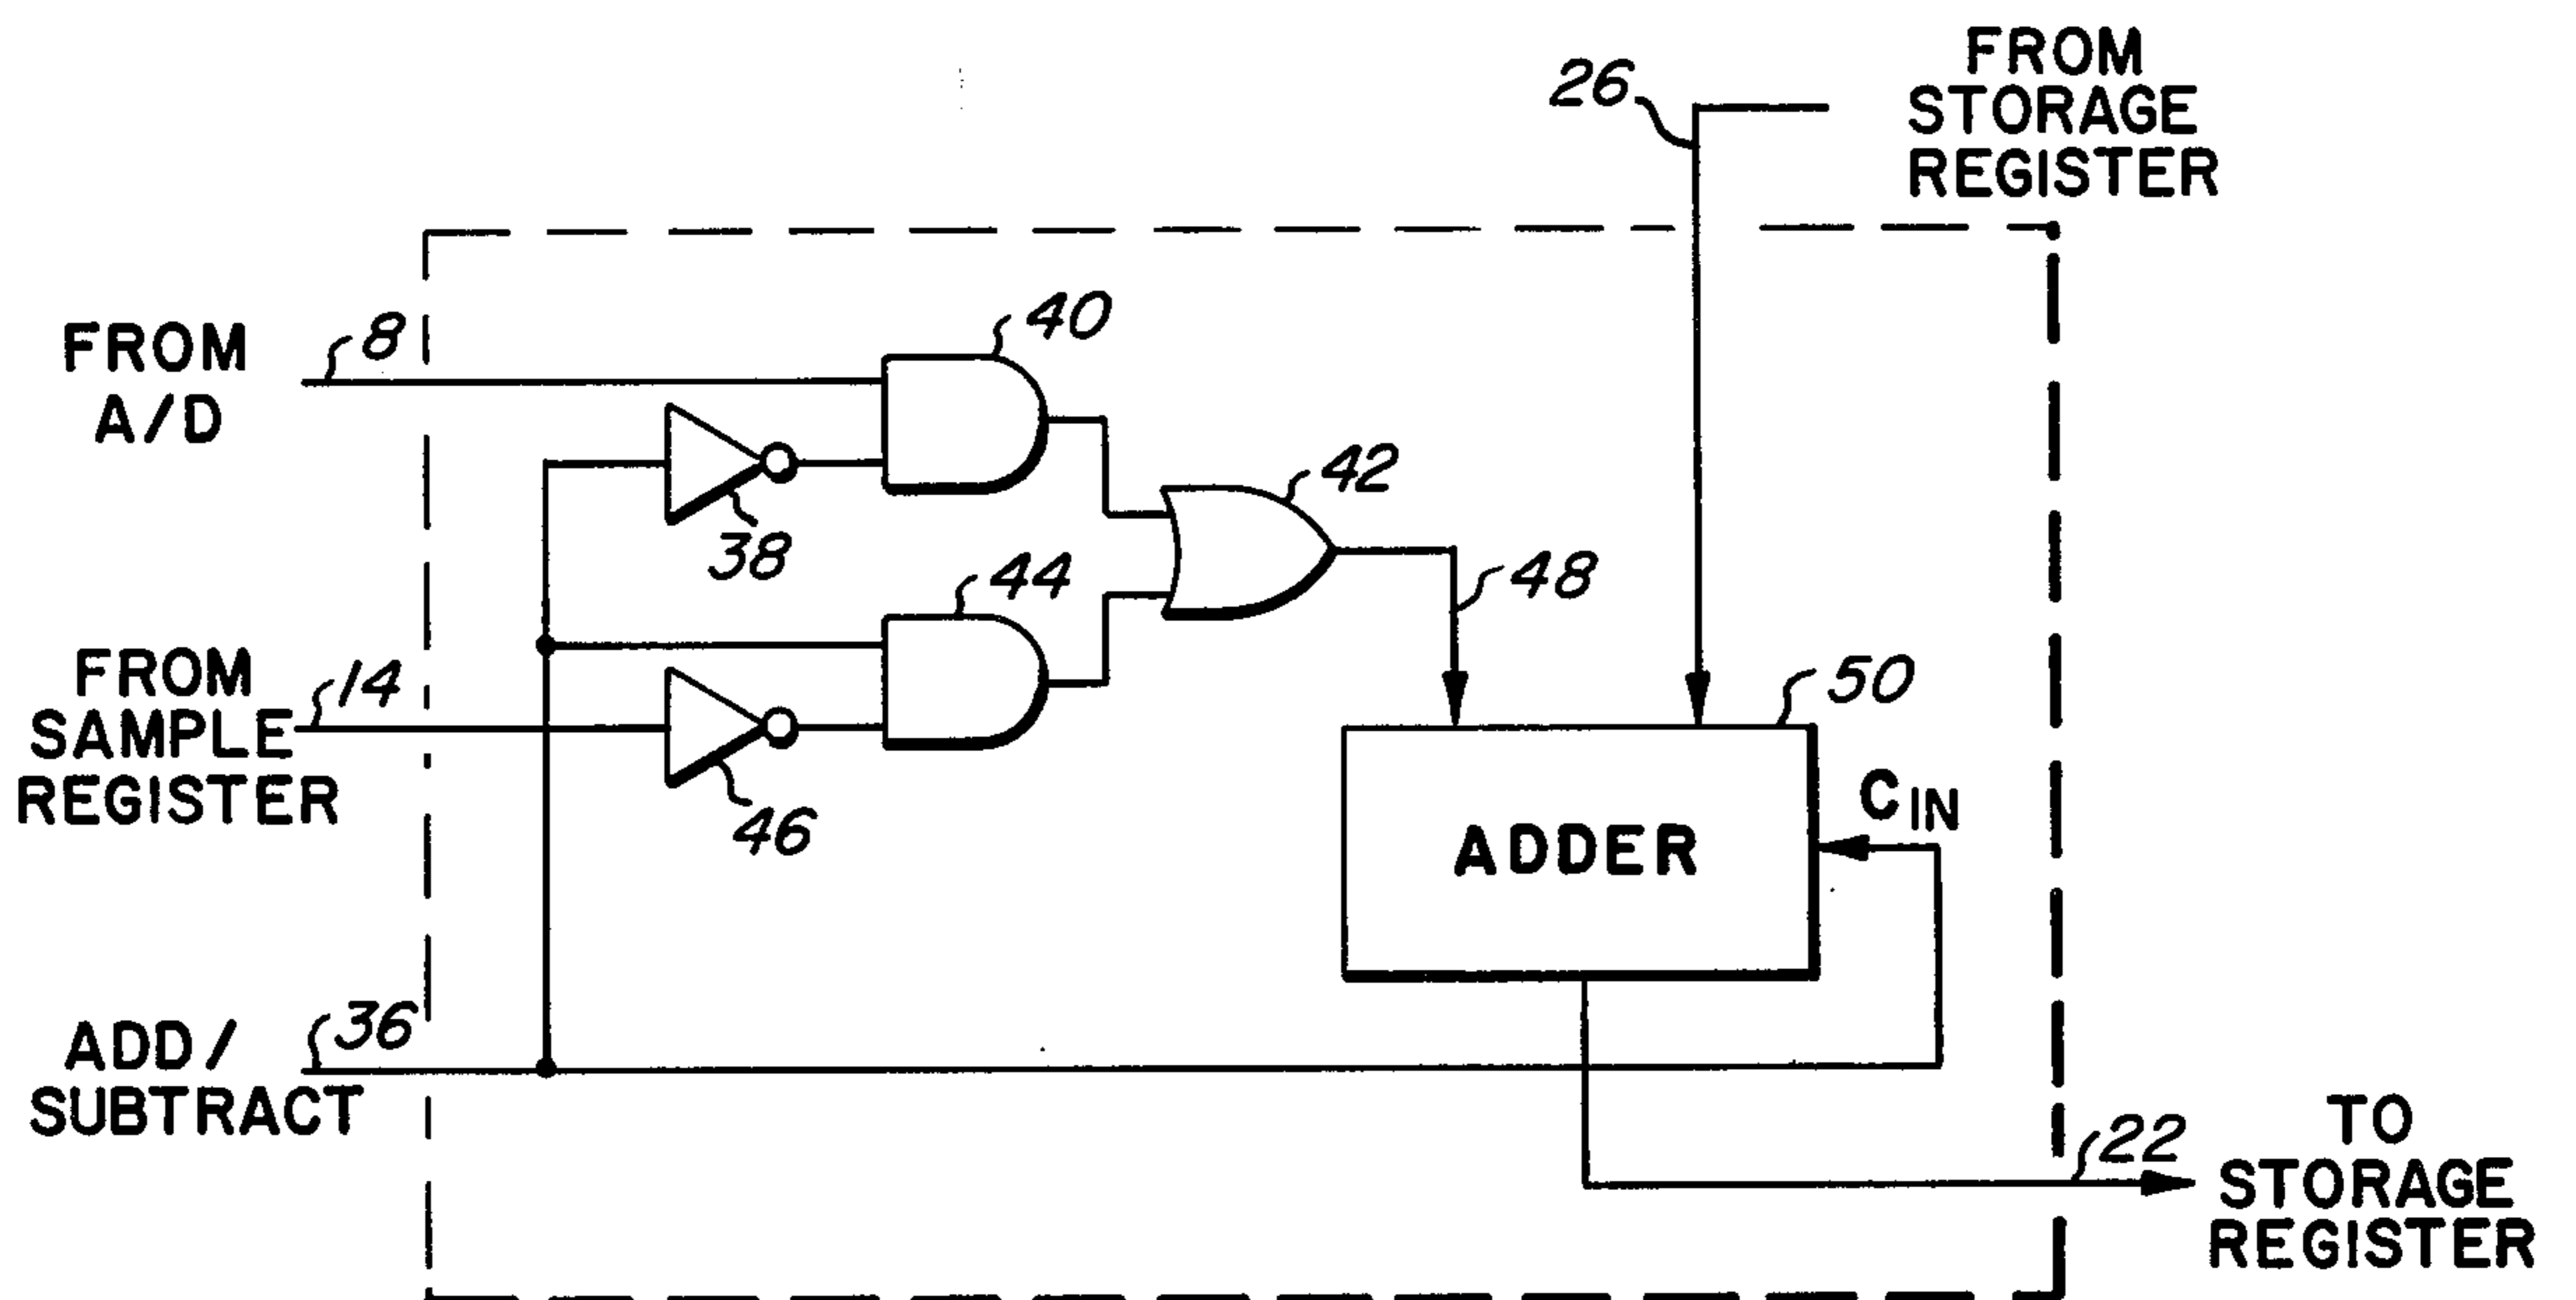 FROM
STORAGE
REGISTER
26
FROM
A/D
8
40
38
42
44
48
FROM
SAMPLE
REGISTER
14
46
50
ADDER
CIN
ADD/
SUBTRACT
36
22
TO
STORAGE
REGISTER